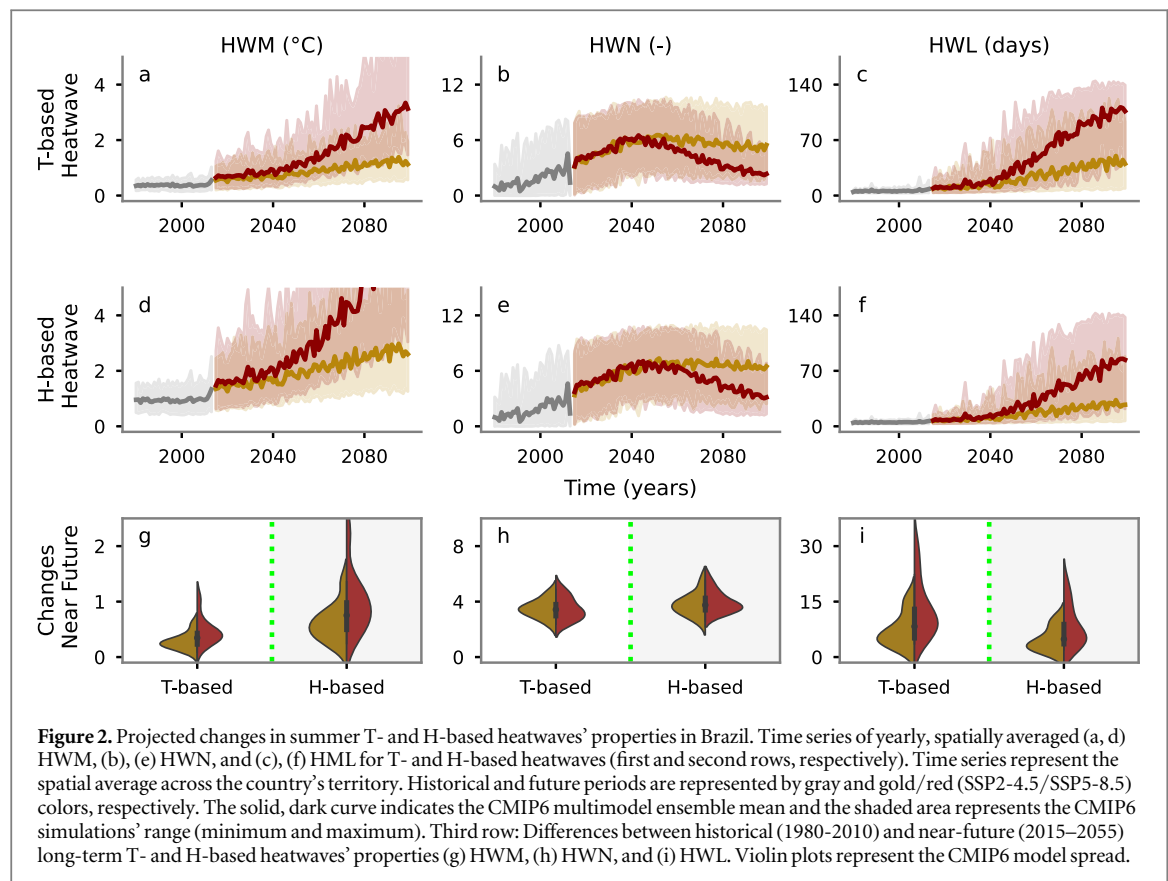 HWM (°C) HWN (-) HWL (days)
T-based
Heatwave
a
4
2
0
2000 2040 2080
b
12
6
0
2000 2040 2080
c
140
70
0
2000 2040 2080
H-based
Heatwave
d
4
2
0
2000 2040 2080
e
12
6
0
2000 2040 2080
f
140
70
0
2000 2040 2080
Time (years)
Changes
Near Future
g
2
1
0
T-based H-based
h
8
4
0
T-based H-based
i
30
15
0
T-based H-based
Figure 2. Projected changes in summer T- and H-based heatwaves' properties in Brazil. Time series of yearly, spatially averaged (a, d)
HWM, (b), (e) HWN, and (c), (f) HML for T- and H-based heatwaves (first and second rows, respectively). Time series represent the
spatial average across the country's territory. Historical and future periods are represented by gray and gold/red (SSP2-4.5/SSP5-8.5)
colors, respectively. The solid, dark curve indicates the CMIP6 multimodel ensemble mean and the shaded area represents the CMIP6
simulations' range (minimum and maximum). Third row: Differences between historical (1980-2010) and near-future (2015–2055)
long-term T- and H-based heatwaves' properties (g) HWM, (h) HWN, and (i) HWL. Violin plots represent the CMIP6 model spread.